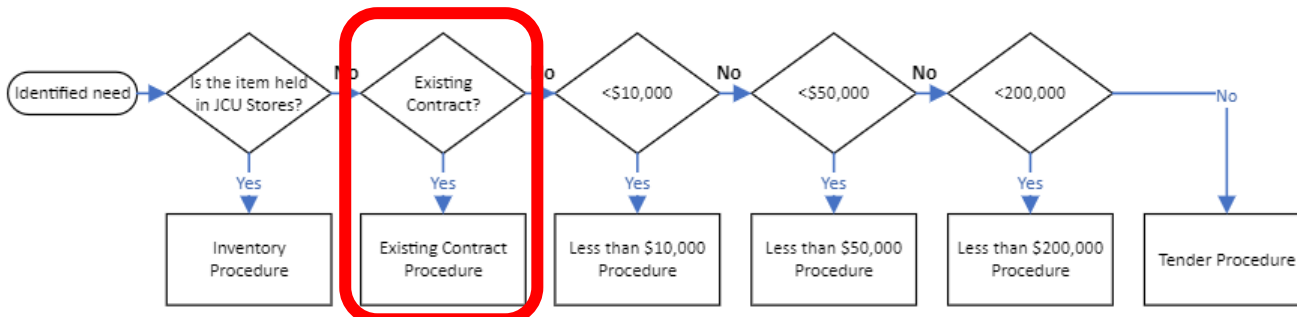 Identified need
Is the item held
in JCU Stores?
No
Existing
Contract?
No
<$10,000
No
<$50,000
No
<200,000
No
Yes
Yes
Yes
Yes
Yes
Inventory
Procedure
Existing Contract
Procedure
Less than $10,000
Procedure
Less than $50,000
Procedure
Less than $200,000
Procedure
Tender Procedure